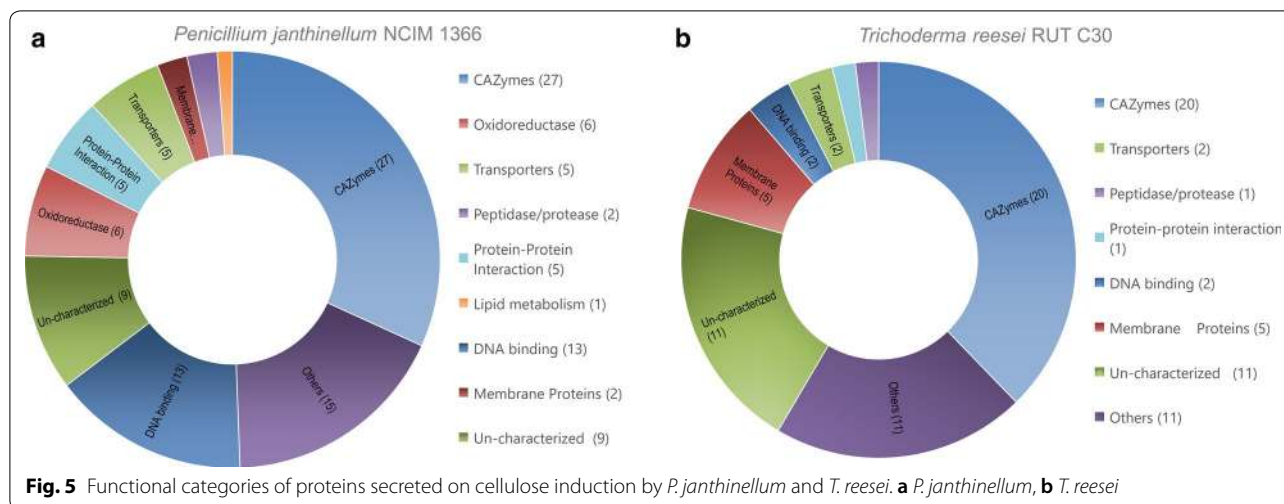 a
Penicillium janthinellum NCIM 1366
CAZymes (27)
Others (15)
DNA binding (13)
Un-characterized (9)
Oxidoreductase (6)
Protein-Protein
Interaction (5)
Transporters (5)
Membrane...
CAZymes (27)
Oxidoreductase (6)
Transporters (5)
Peptidase/protease (2)
Protein-Protein
Interaction (5)
Lipid metabolism (1)
DNA binding (13)
Membrane Proteins (2)
Un-characterized (9)
b
Trichoderma reesei RUT C30
CAZymes (20)
Others (11)
Un-characterized
(11)
Membrane
Proteins (5)
DNA binding (2)
Transporters (2)
CAZymes (20)
Transporters (2)
Peptidase/protease (1)
Protein-protein interaction
(1)
DNA binding (2)
Membrane Proteins (5)
Un-characterized (11)
Others (11)
Fig. 5 Functional categories of proteins secreted on cellulose induction by P. janthinellum and T. reesei. a P. janthinellum, b T. reesei